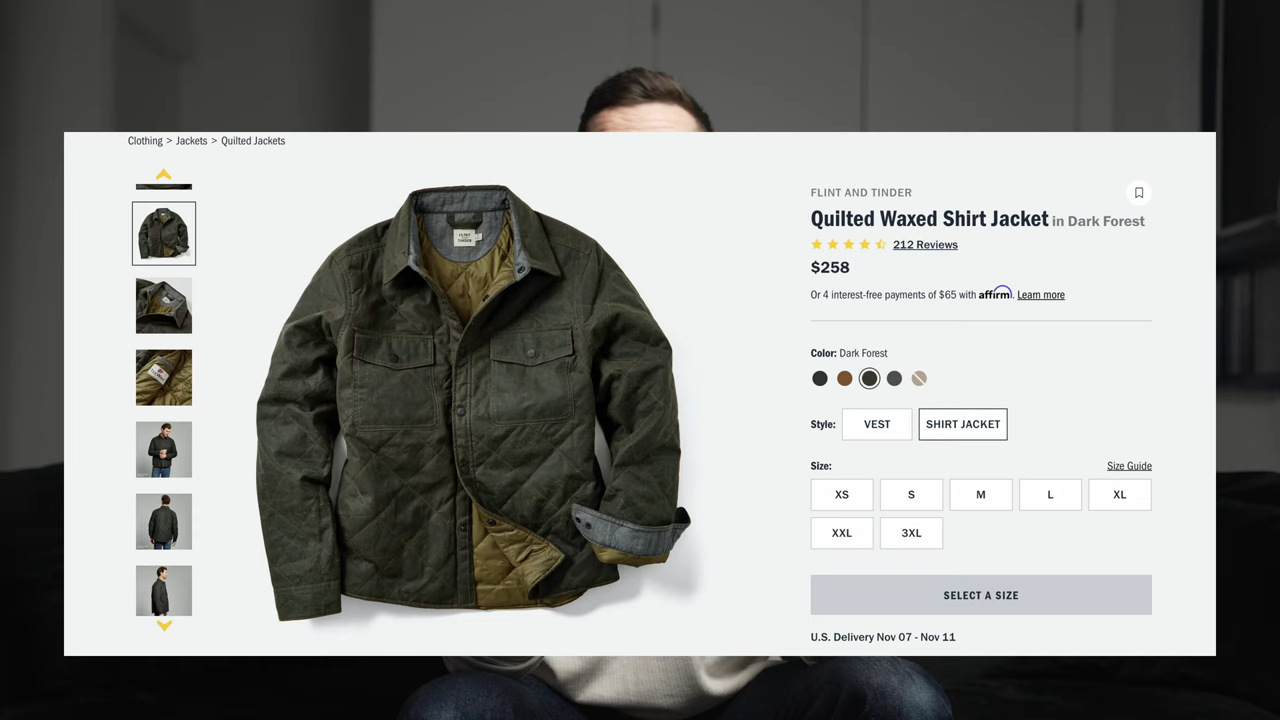 Clothing > Jackets > Quilted Jackets
FLINT AND TINDER
Quilted Waxed Shirt Jacket in Dark Forest
212 Reviews
$258
Or 4 interest-free payments of $65 with affirm. Learn more
Color: Dark Forest
Style: VEST SHIRT JACKET
Size: Size Guide
XS S M L XL
XXL 3XL
SELECT A SIZE
U.S. Delivery Nov 07 - Nov 11
FLINT
TINDER